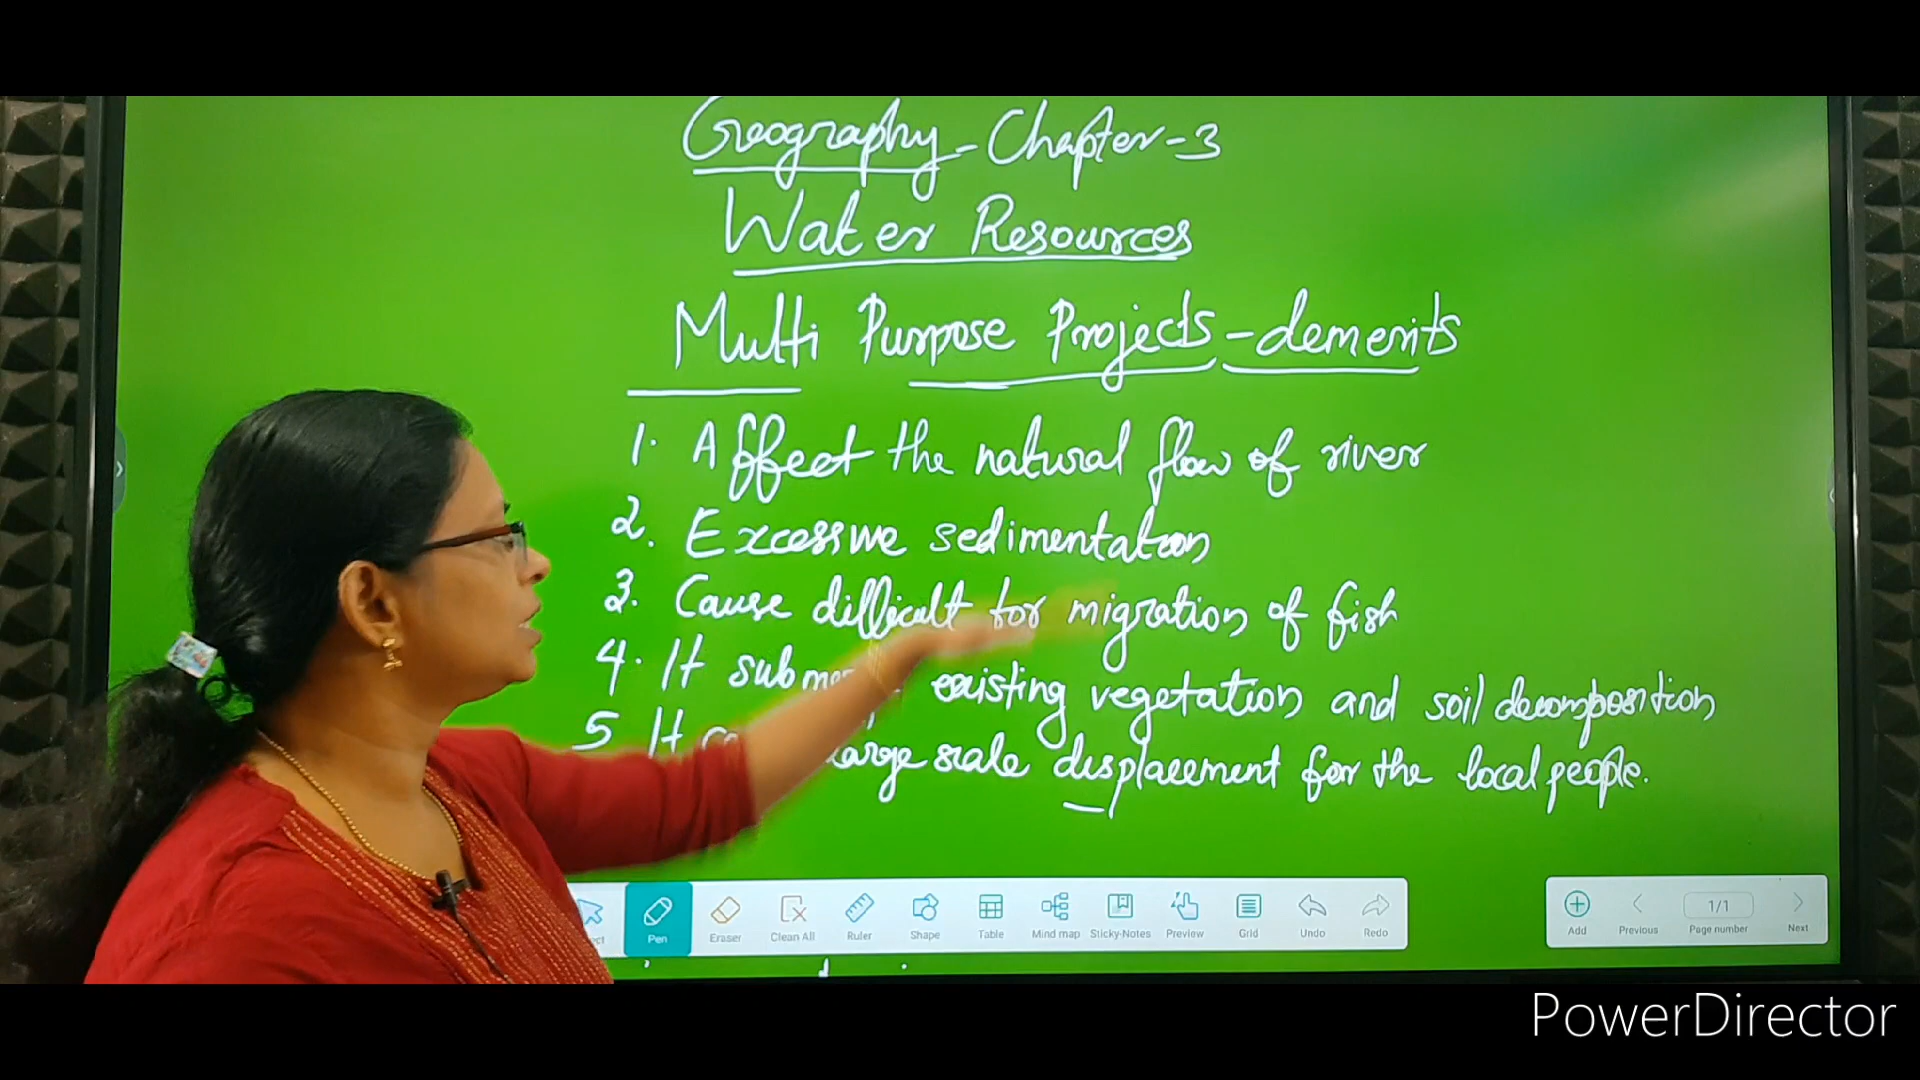 Geography - Chapter - 3
Water Resources
Multi Purpose Projects - demerits
1. Affect the natural flow of river
2. Excessive sedimentation
3. Cause difficult for migration of fish
4. It existing vegetation and soil decomposition
5 It large scale displacement for the local people.
Pen Eraser Clean All Ruler Shape Table Mind map Sticky-Notes Preview Grid Undo Redo
Add Previous 1/1 Page number Next
PowerDirector